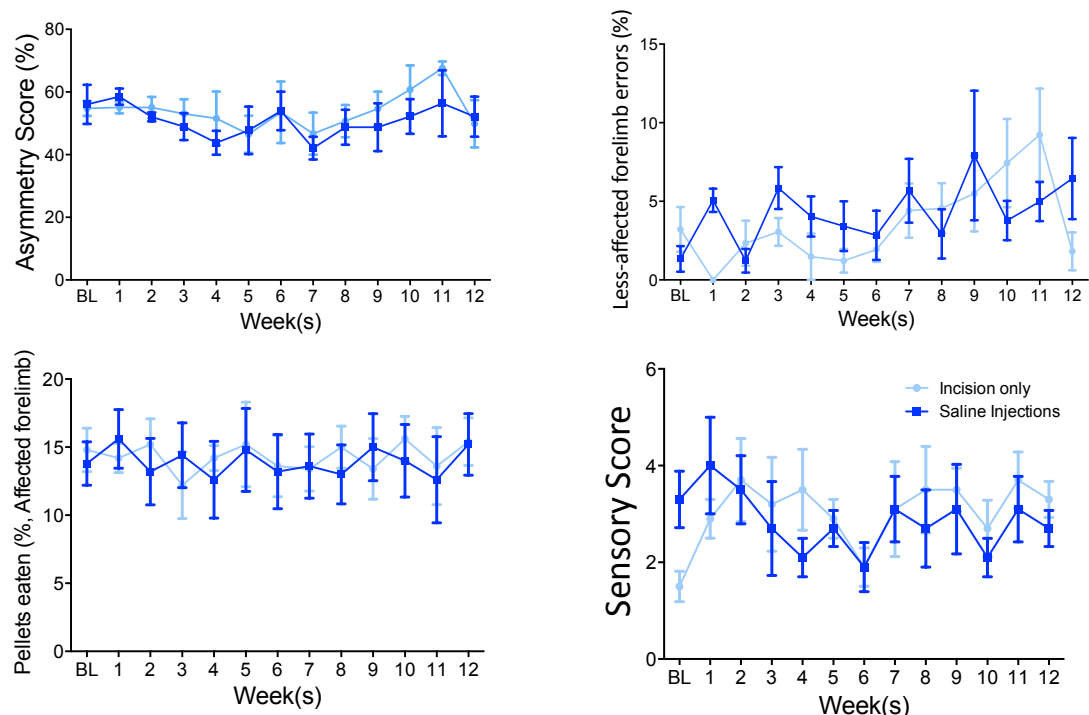 Asymmetry Score (%)
80
60
40
20
0
BL 1 2 3 4 5 6 7 8 9 10 11 12
Week(s)
Less-affected forelimb errors (%)
15
10
5
0
BL 1 2 3 4 5 6 7 8 9 10 11 12
Week(s)
Pellets eaten (%, Affected forelimb)
20
15
10
5
0
BL 1 2 3 4 5 6 7 8 9 10 11 12
Week(s)
Sensory Score
6
4
2
0
Incision only
Saline Injections
BL 1 2 3 4 5 6 7 8 9 10 11 12
Week(s)